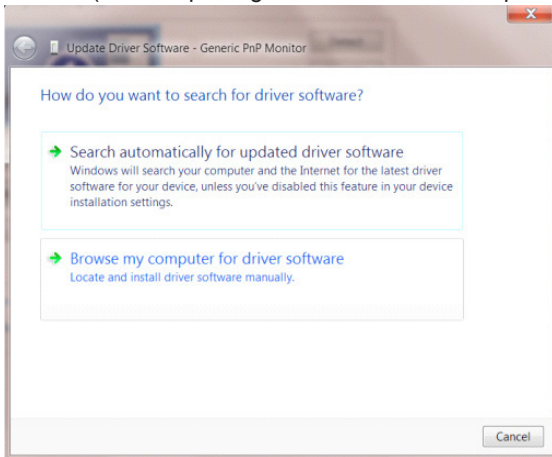 Update Driver Software - Generic PnP Monitor
How do you want to search for driver software?
Search automatically for updated driver software
Windows will search your computer and the Internet for the latest driver
software for your device, unless you've disabled this feature in your device
installation settings.
Browse my computer for driver software
Locate and install driver software manually.
Cancel